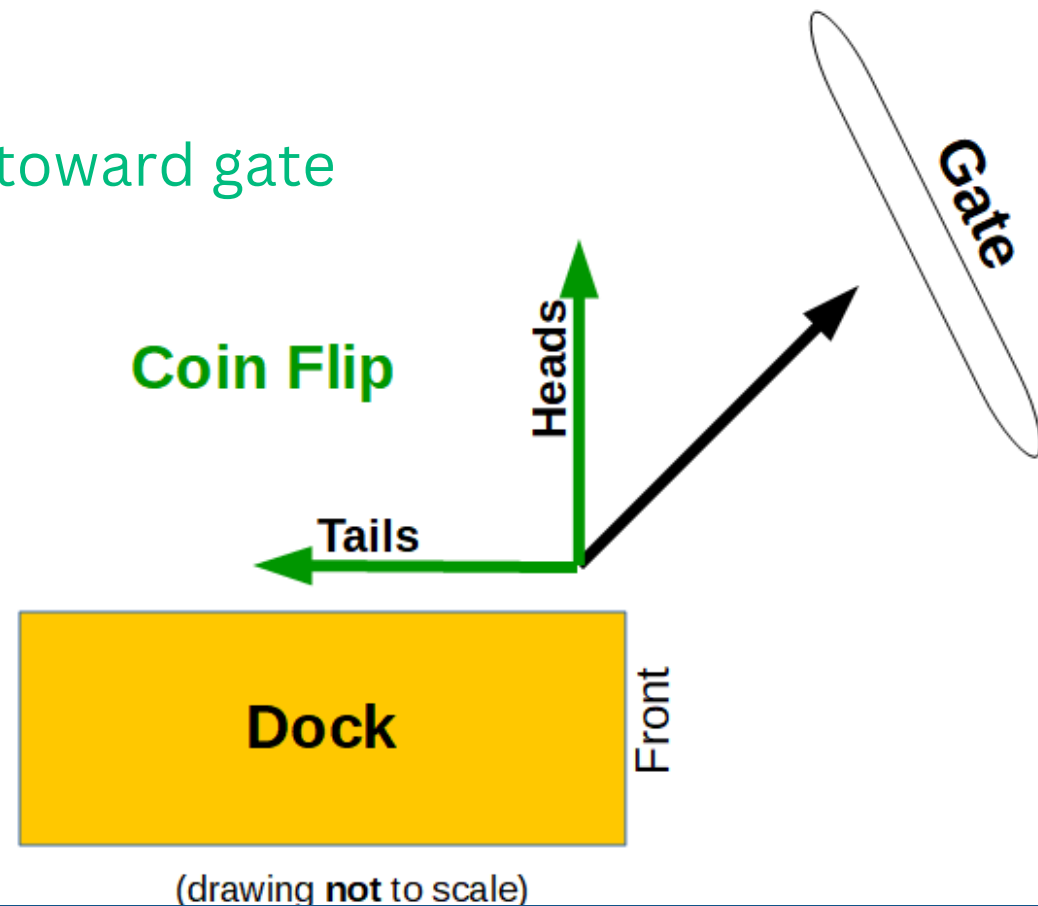 toward gate
Gate
Heads
Coin Flip
Tails
Dock
Front
(drawing not to scale)